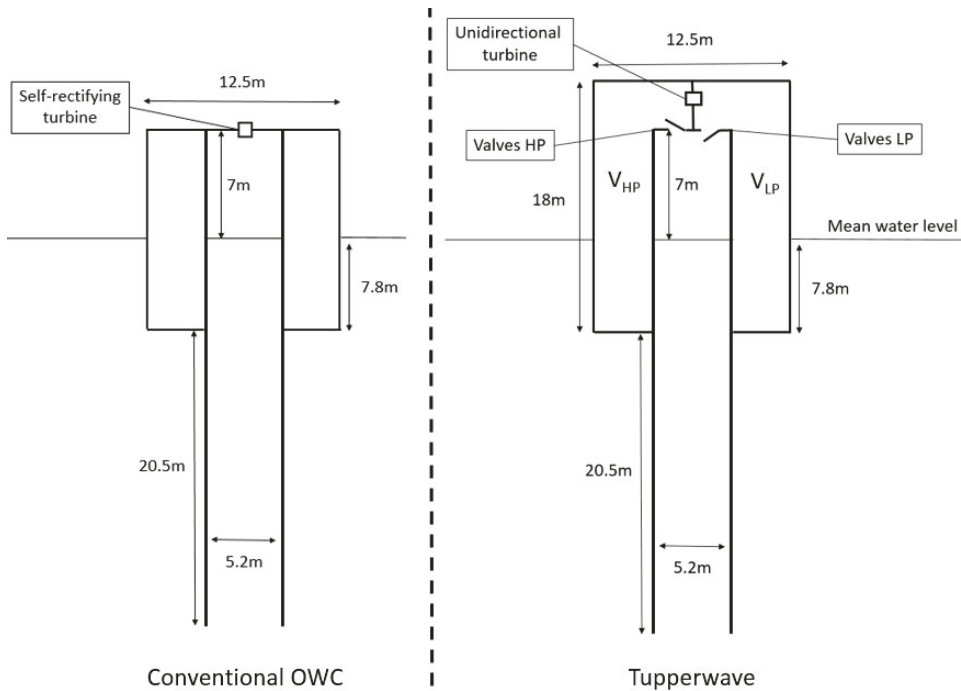 12.5m
Self-rectifying
turbine
7m
7.8m
20.5m
5.2m
Conventional OWC
Unidirectional
turbine
12.5m
Valves HP
Valves LP
V_HP
7m
V_LP
18m
Mean water level
7.8m
20.5m
5.2m
Tupperwave